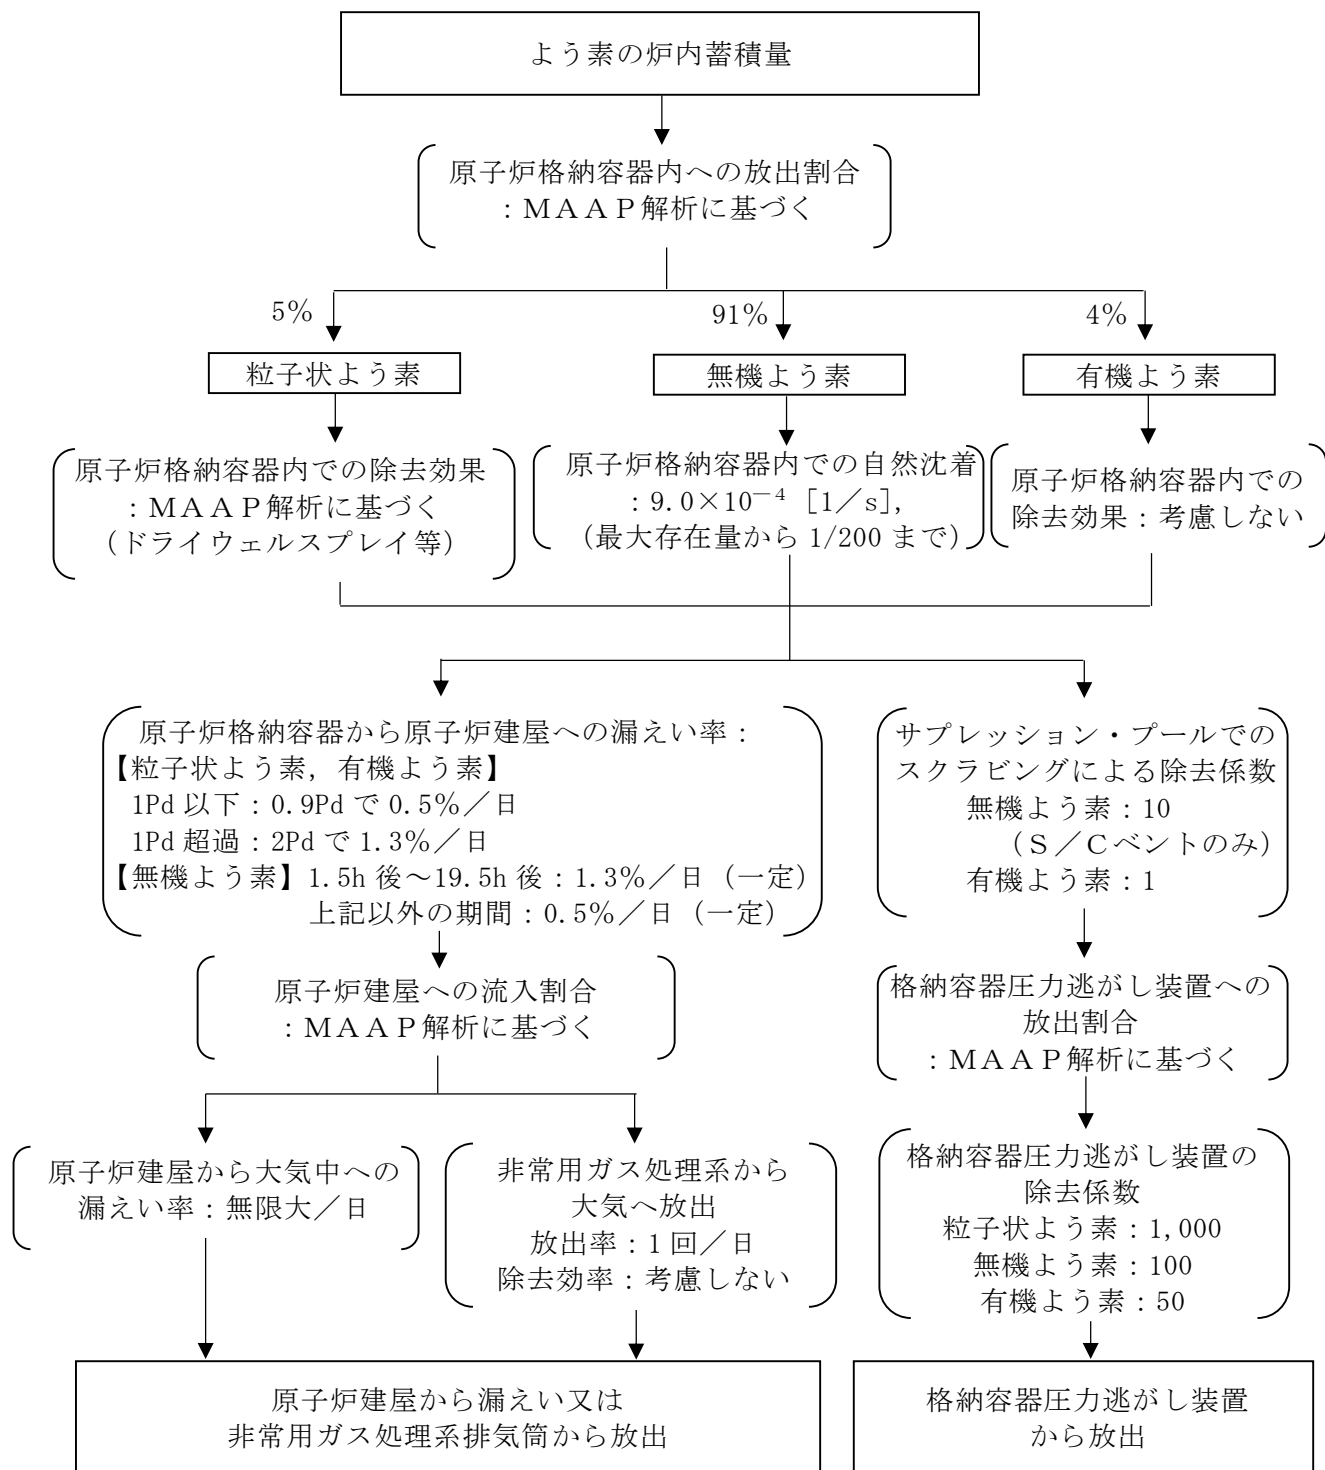 よう素の炉内蓄積量
原子炉格納容器内への放出割合
：ＭＡＡＰ解析に基づく
5%
91%
4%
粒子状よう素
無機よう素
有機よう素
原子炉格納容器内での除去効果
：ＭＡＡＰ解析に基づく
（ドライウェルスプレイ等）
原子炉格納容器内での自然沈着
：9.0×10⁻⁴ [1／s],
（最大存在量から 1/200 まで）
原子炉格納容器内での
除去効果：考慮しない
原子炉格納容器から原子炉建屋への漏えい率：
【粒子状よう素，有機よう素】
1Pd 以下：0.9Pd で 0.5%／日
1Pd 超過：2Pd で 1.3%／日
【無機よう素】1.5h 後～19.5h 後：1.3%／日（一定）
上記以外の期間：0.5%／日（一定）
サプレッション・プールでの
スクラビングによる除去係数
無機よう素：10
（Ｓ／Ｃベントのみ）
有機よう素：1
原子炉建屋への流入割合
：ＭＡＡＰ解析に基づく
格納容器圧力逃がし装置への
放出割合
：ＭＡＡＰ解析に基づく
原子炉建屋から大気中への
漏えい率：無限大／日
非常用ガス処理系から
大気へ放出
放出率：1 回／日
除去効率：考慮しない
格納容器圧力逃がし装置の
除去係数
粒子状よう素：1,000
無機よう素：100
有機よう素：50
原子炉建屋から漏えい又は
非常用ガス処理系排気筒から放出
格納容器圧力逃がし装置
から放出